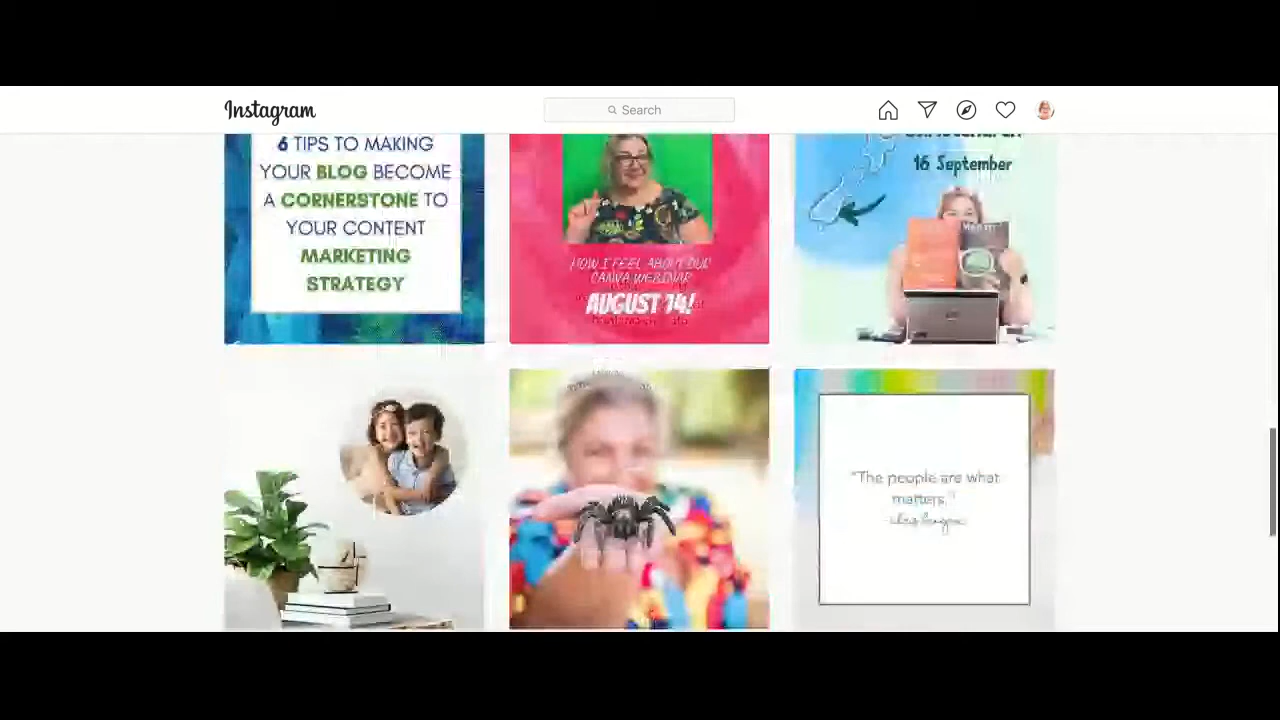 Instagram
Search
6 TIPS TO MAKING
YOUR BLOG BECOME
A CORNERSTONE TO
YOUR CONTENT
MARKETING
STRATEGY
HOW I FEEL ABOUT OUR
CANVA WEBINAR
AUGUST 14!
16 September
"The people are what
matters."